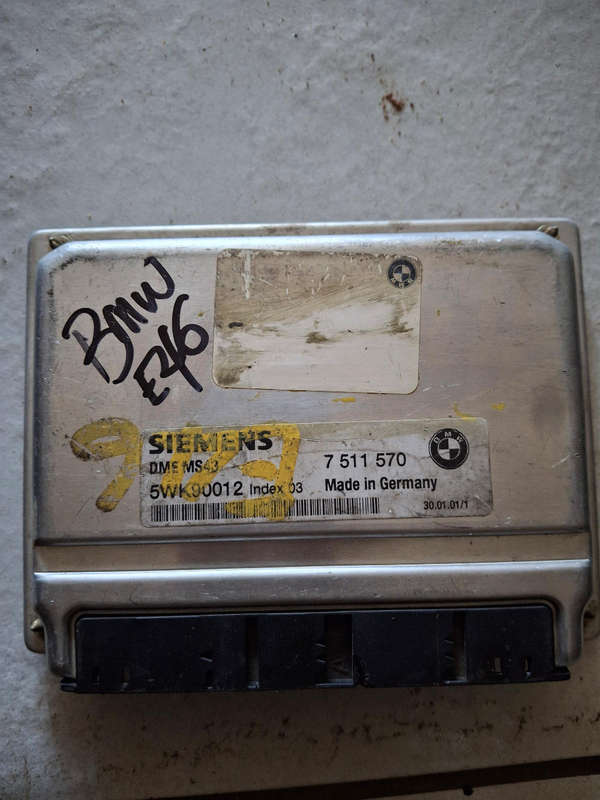 BMW
E46
SIEMENS
DME MS43
7 511 570
5WK90012 Index 03
Made in Germany
30.01.01/1